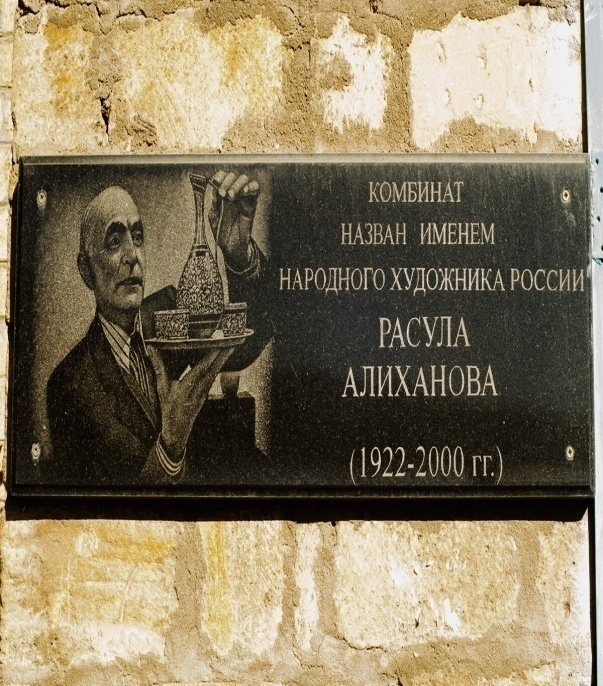 КОМБИНАТ
НАЗВАН ИМЕНЕМ
НАРОДНОГО ХУДОЖНИКА РОССИИ
РАСУЛА
АЛИХАНОВА
(1922-2000 гг.)